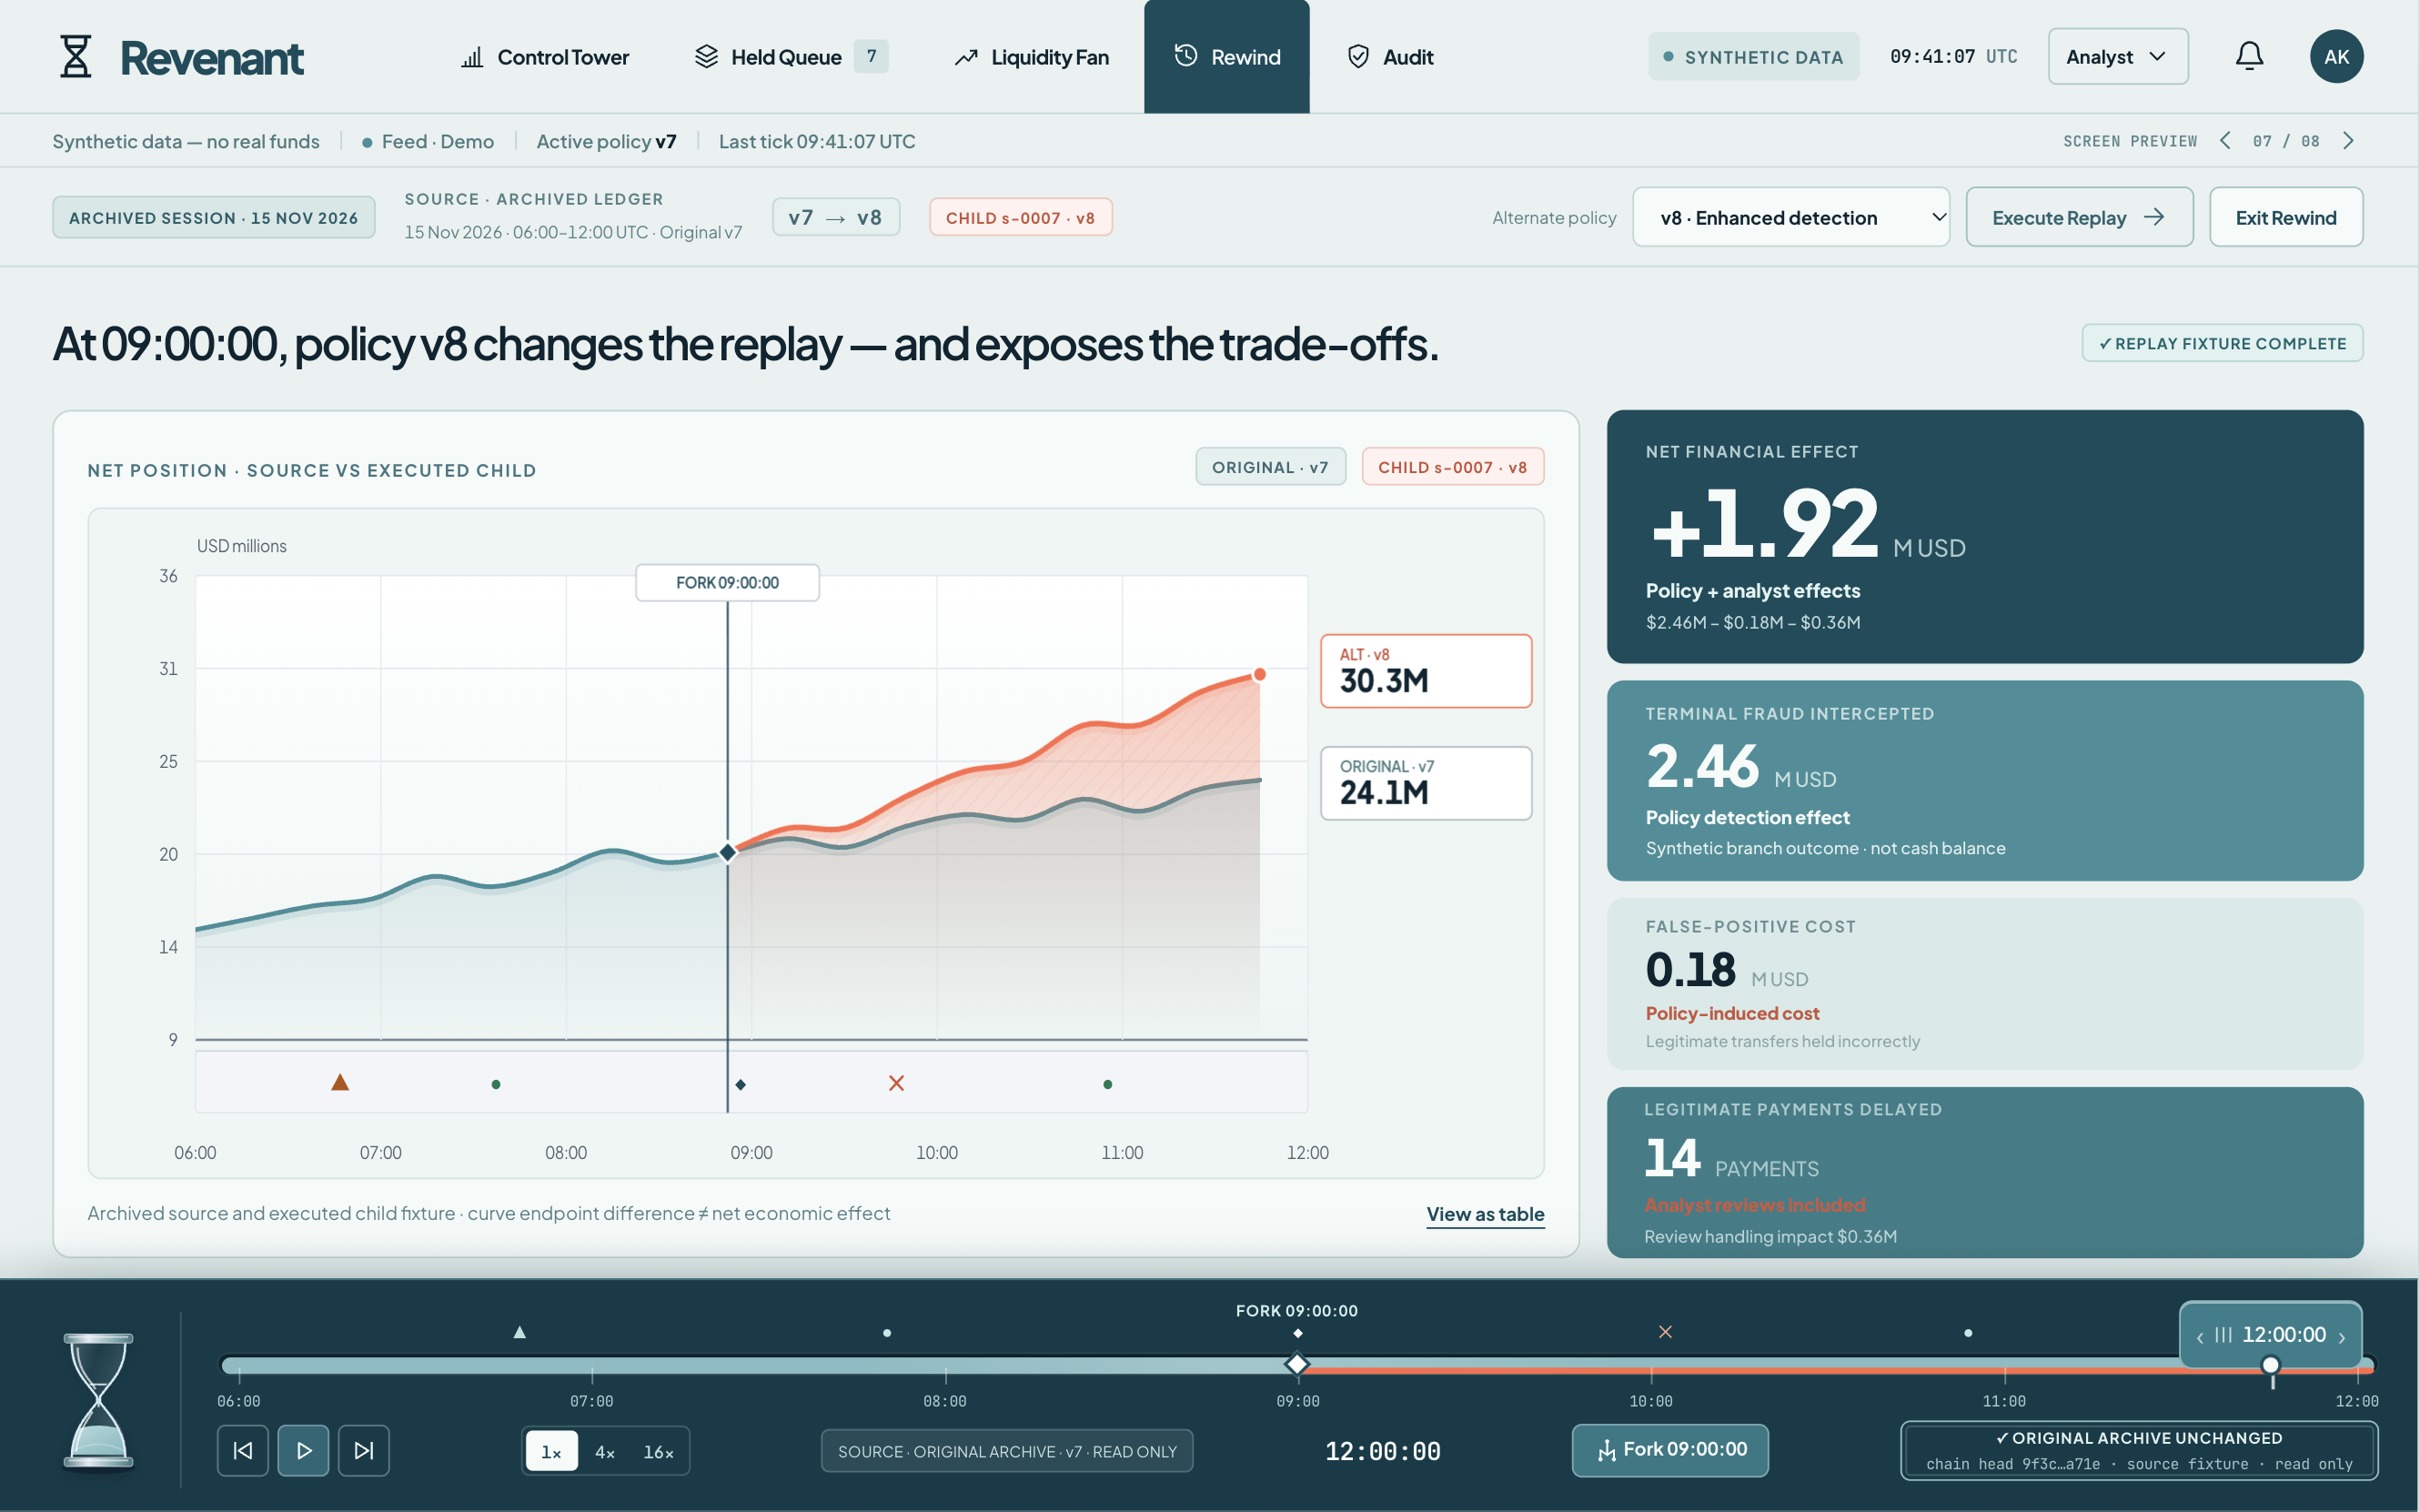 Revenant
Control Tower
Held Queue 7
Liquidity Fan
Rewind
Audit
SYNTHETIC DATA
09:41:07 UTC
Analyst
AK
Synthetic data — no real funds
Feed · Demo
Active policy v7
Last tick 09:41:07 UTC
SCREEN PREVIEW
07 / 08
ARCHIVED SESSION · 15 NOV 2026
SOURCE · ARCHIVED LEDGER
15 Nov 2026 · 06:00–12:00 UTC · Original v7
v7 → v8
CHILD s-0007 · v8
Alternate policy
v8 · Enhanced detection
Execute Replay →
Exit Rewind
At 09:00:00, policy v8 changes the replay — and exposes the trade-offs.
✓ REPLAY FIXTURE COMPLETE
NET POSITION · SOURCE VS EXECUTED CHILD
ORIGINAL · v7
CHILD s-0007 · v8
USD millions
FORK 09:00:00
36
31
25
20
14
9
ALT · v8
30.3M
ORIGINAL · v7
24.1M
06:00 07:00 08:00 09:00 10:00 11:00 12:00
Archived source and executed child fixture · curve endpoint difference ≠ net economic effect
View as table
NET FINANCIAL EFFECT
+1.92 M USD
Policy + analyst effects
$2.46M – $0.18M – $0.36M
TERMINAL FRAUD INTERCEPTED
2.46 M USD
Policy detection effect
Synthetic branch outcome · not cash balance
FALSE-POSITIVE COST
0.18 M USD
Policy-induced cost
Legitimate transfers held incorrectly
LEGITIMATE PAYMENTS DELAYED
14 PAYMENTS
Analyst reviews included
Review handling impact $0.36M
FORK 09:00:00
‹ 12:00:00 ›
06:00 07:00 08:00 09:00 10:00 11:00 12:00
1× 4× 16×
SOURCE · ORIGINAL ARCHIVE · v7 · READ ONLY
12:00:00
Fork 09:00:00
✓ ORIGINAL ARCHIVE UNCHANGED
chain head 9f3c…a71e · source fixture · read only